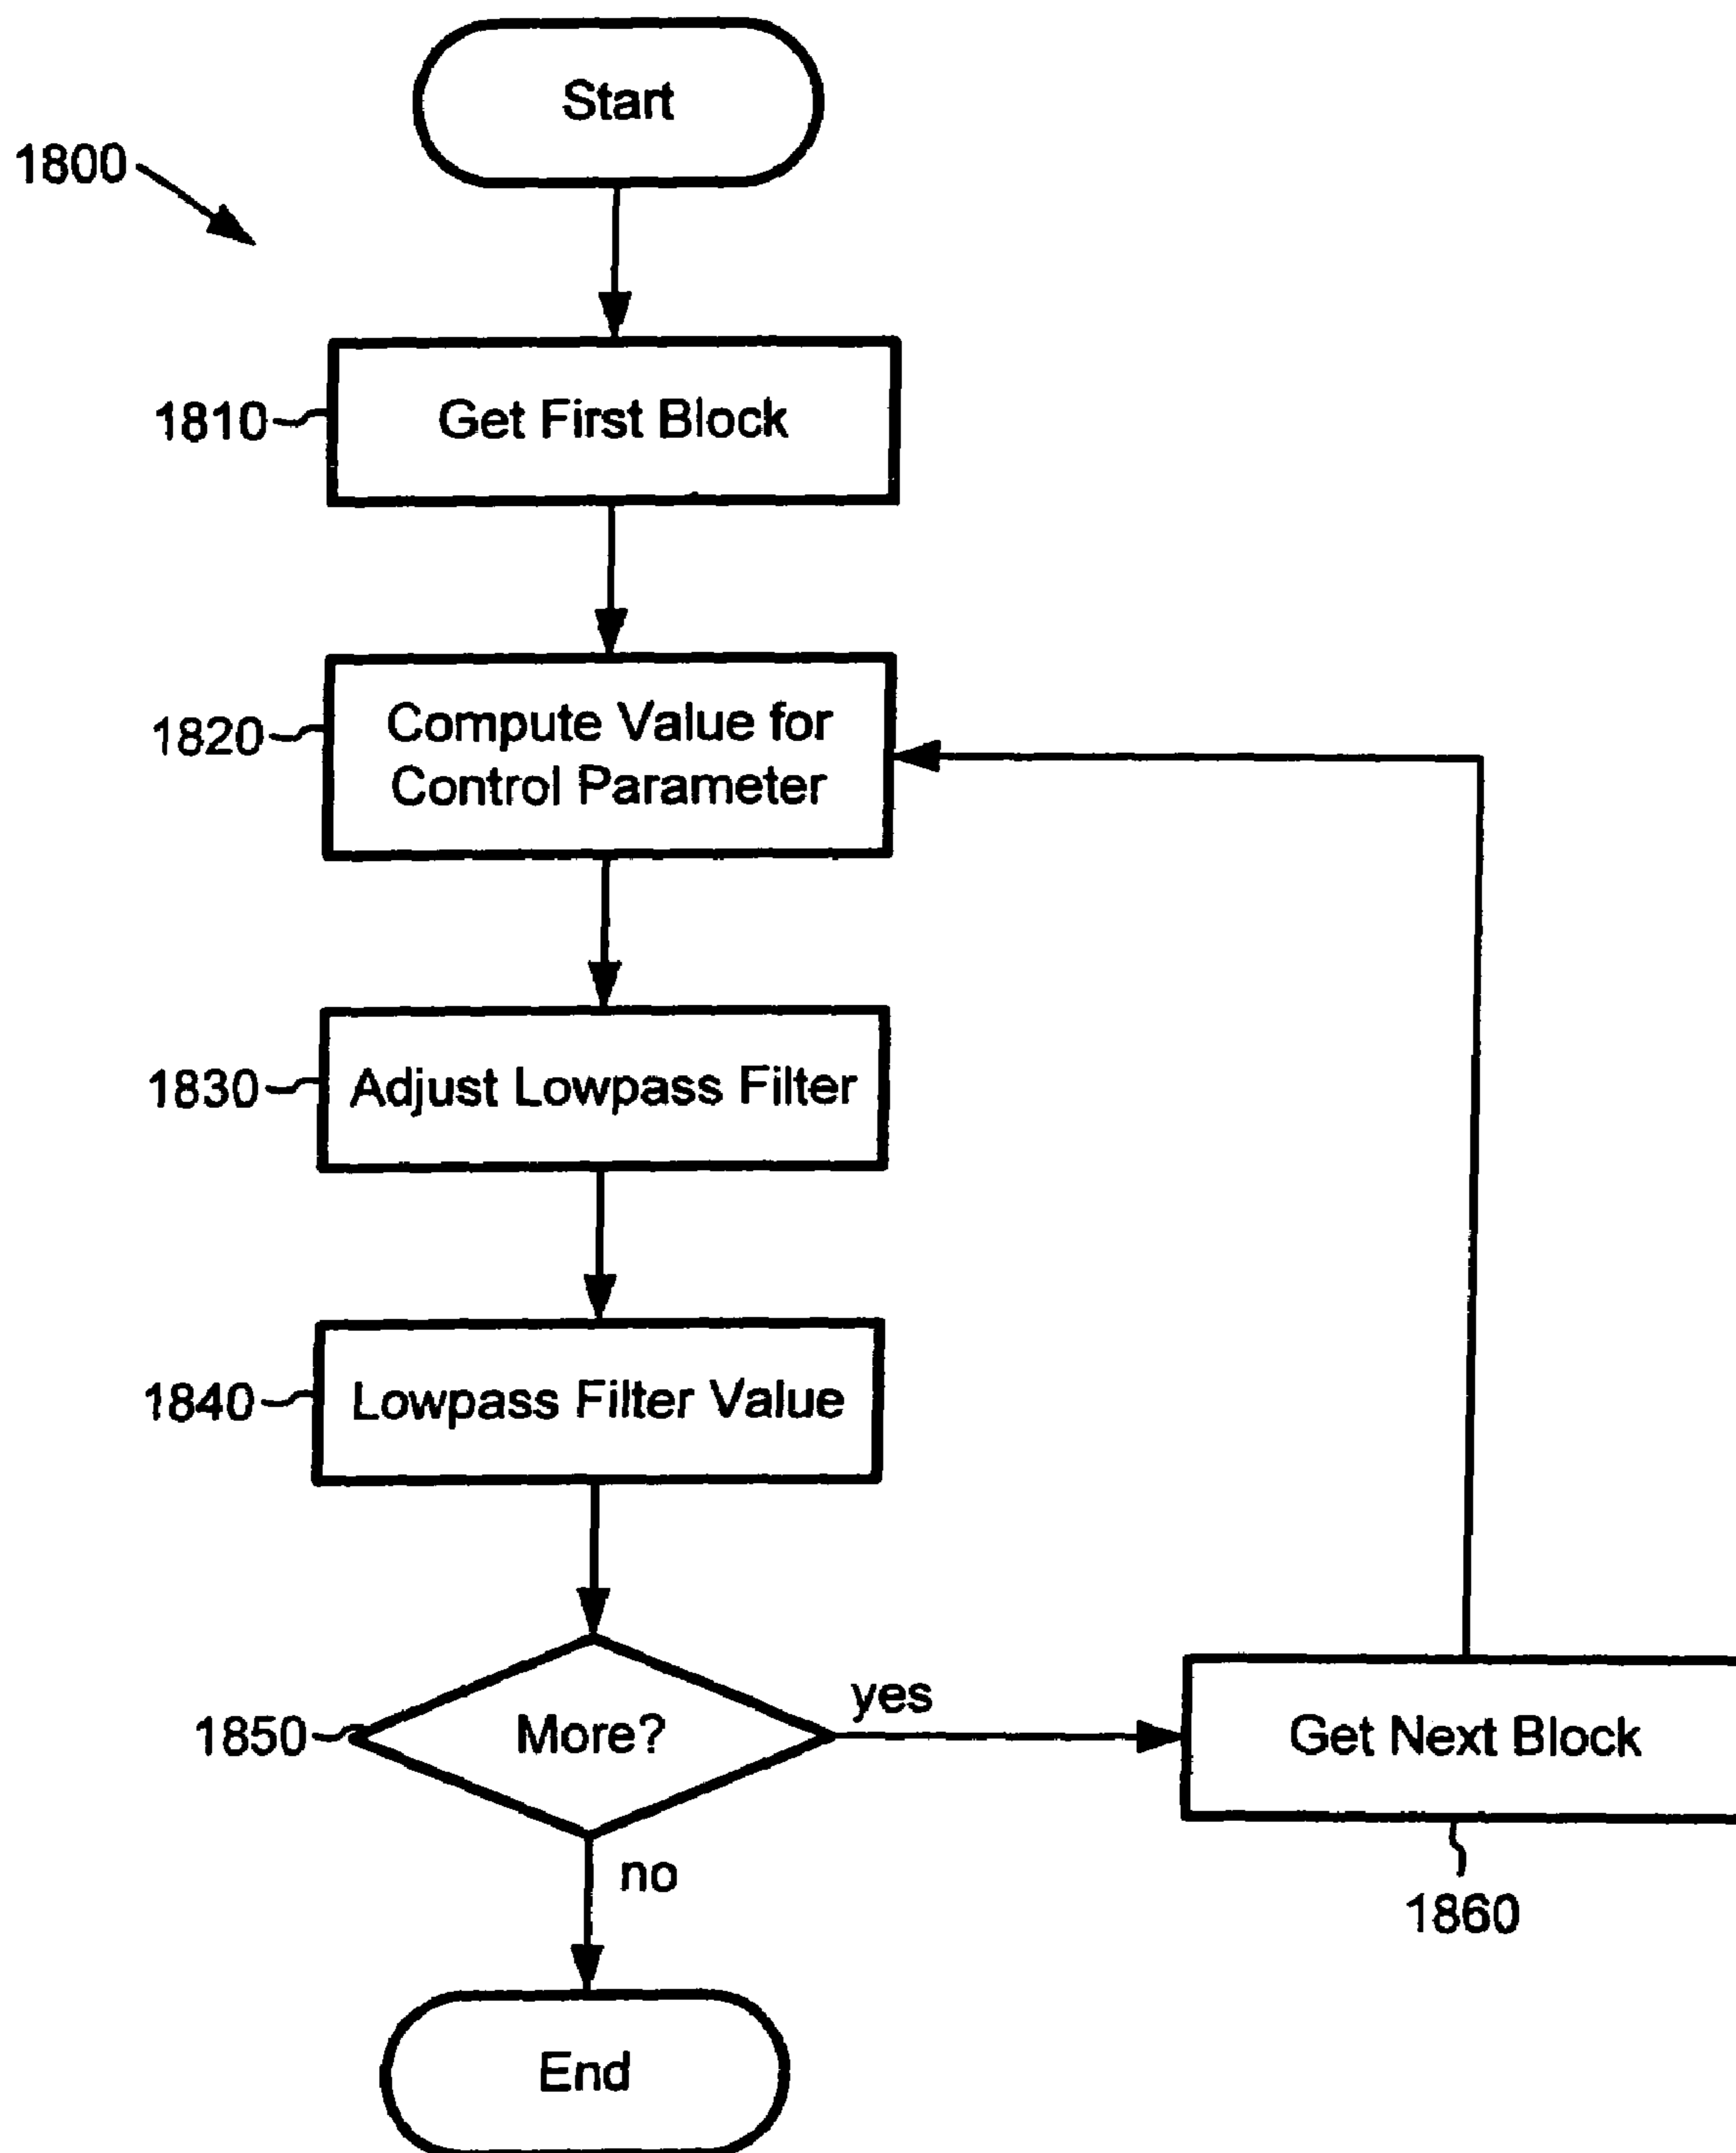 Start
1800
1810
Get First Block
1820
Compute Value for
Control Parameter
1830
Adjust Lowpass Filter
1840
Lowpass Filter Value
1850
More?
yes
Get Next Block
1860
no
End